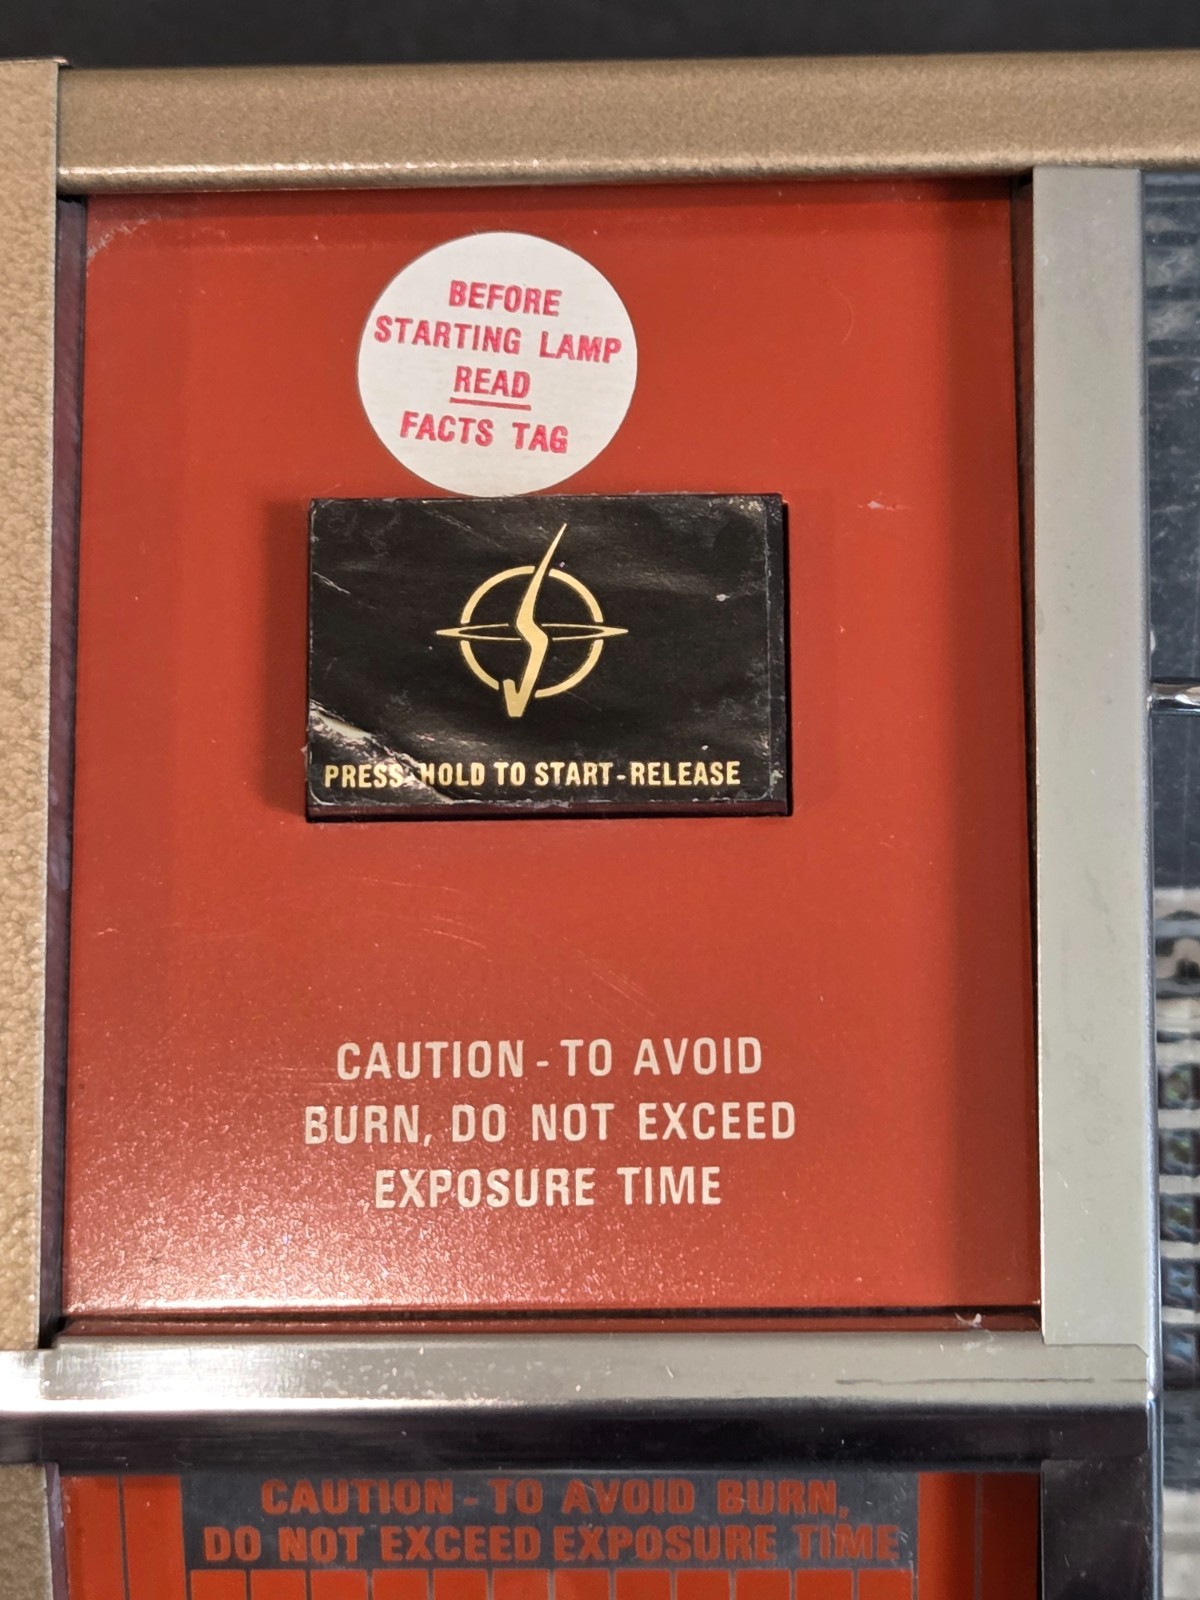 BEFORE
STARTING LAMP
READ
FACTS TAG
PRESS-HOLD TO START-RELEASE
CAUTION - TO AVOID
BURN, DO NOT EXCEED
EXPOSURE TIME
CAUTION - TO AVOID BURN,
DO NOT EXCEED EXPOSURE TIME